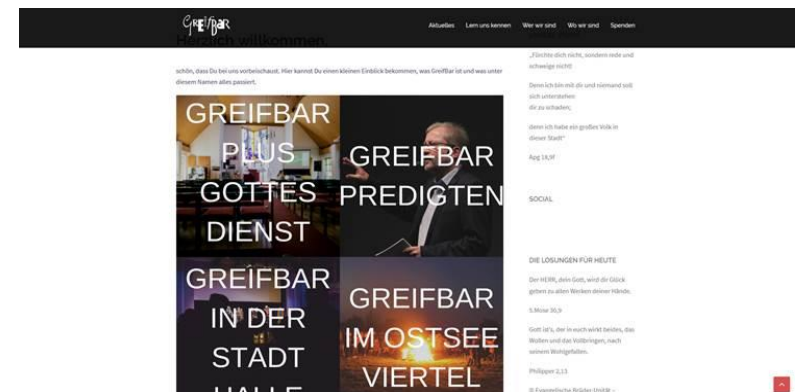 GREifBAR
Aktuelles Lern uns kennen Wer wir sind Wo wir sind Spenden
Herzlich willkommen,
schön, dass Du bei uns vorbeischaust. Hier kannst Du einen kleinen Einblick bekommen, was GreifBar ist und was unter
diesem Namen alles passiert.
GREIFBAR
PLUS
GOTTES
DIENST
GREIFBAR
PREDIGTEN
GREIFBAR
IN DER
STADT
HALLE
GREIFBAR
IM OSTSEE
VIERTEL
„Fürchte dich nicht, sondern rede und
schweige nicht!
Denn ich bin mit dir und niemand soll
sich unterstehen
dir zu schaden;
denn ich habe ein großes Volk in
dieser Stadt“
Apg 18,9f
SOCIAL
DIE LOSUNGEN FÜR HEUTE
Der HERR, dein Gott, wird dir Glück
geben zu allen Werken deiner Hände.
5.Mose 30,9
Gott ist's, der in euch wirkt beides, das
Wollen und das Vollbringen, nach
seinem Wohlgefallen.
Philipper 2,13
© Evangelische Brüder-Unität –